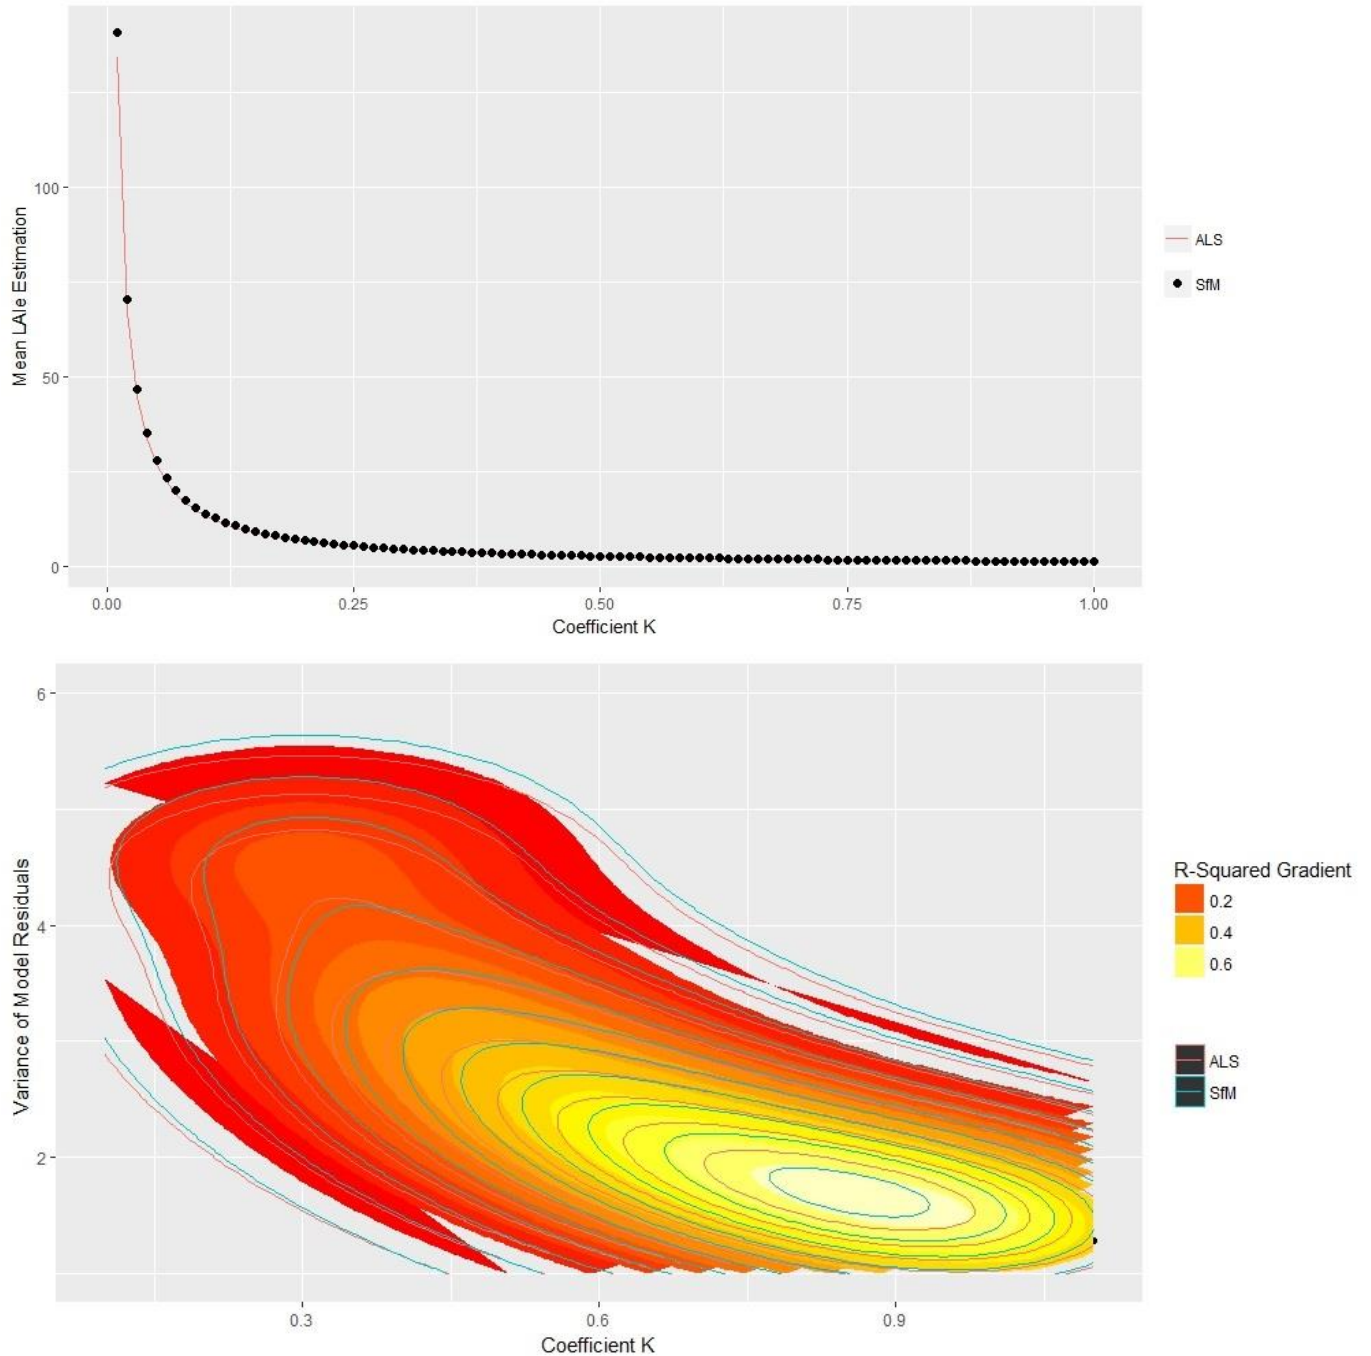 100
50
0
Mean LAIe Estimation
0.00 0.25 0.50 0.75 1.00
Coefficient K
ALS
SfM
6
4
2
Variance of Model Residuals
0.3 0.6 0.9
Coefficient K
R-Squared Gradient
0.2
0.4
0.6
ALS
SfM